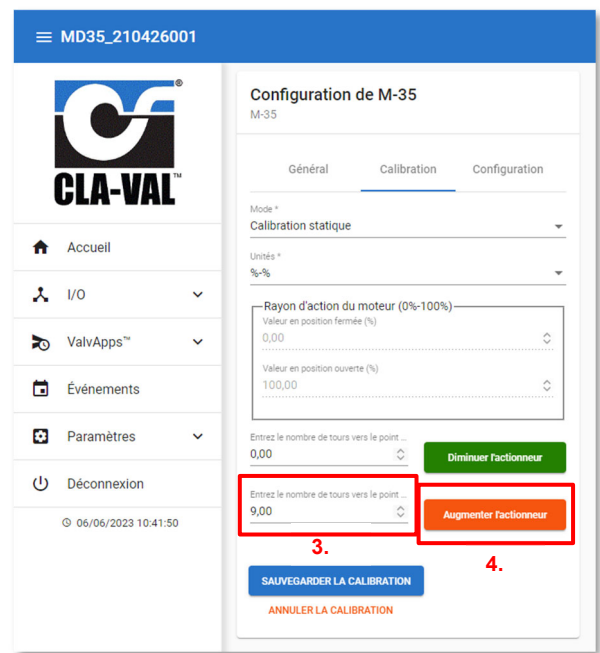 MD35_210426001
CLA-VAL™
®
Accueil
I/O
ValvApps™
Événements
Paramètres
Déconnexion
06/06/2023 10:41:50
Configuration de M-35
M-35
Général Calibration Configuration
Mode *
Calibration statique
Unités *
%-%
Rayon d'action du moteur (0%-100%)
Valeur en position fermée (%)
0,00
Valeur en position ouverte (%)
100,00
Entrez le nombre de tours vers le point ...
0,00
Diminuer l'actionneur
Entrez le nombre de tours vers le point ...
9,00
Augmenter l'actionneur
3.
4.
SAUVEGARDER LA CALIBRATION
ANNULER LA CALIBRATION